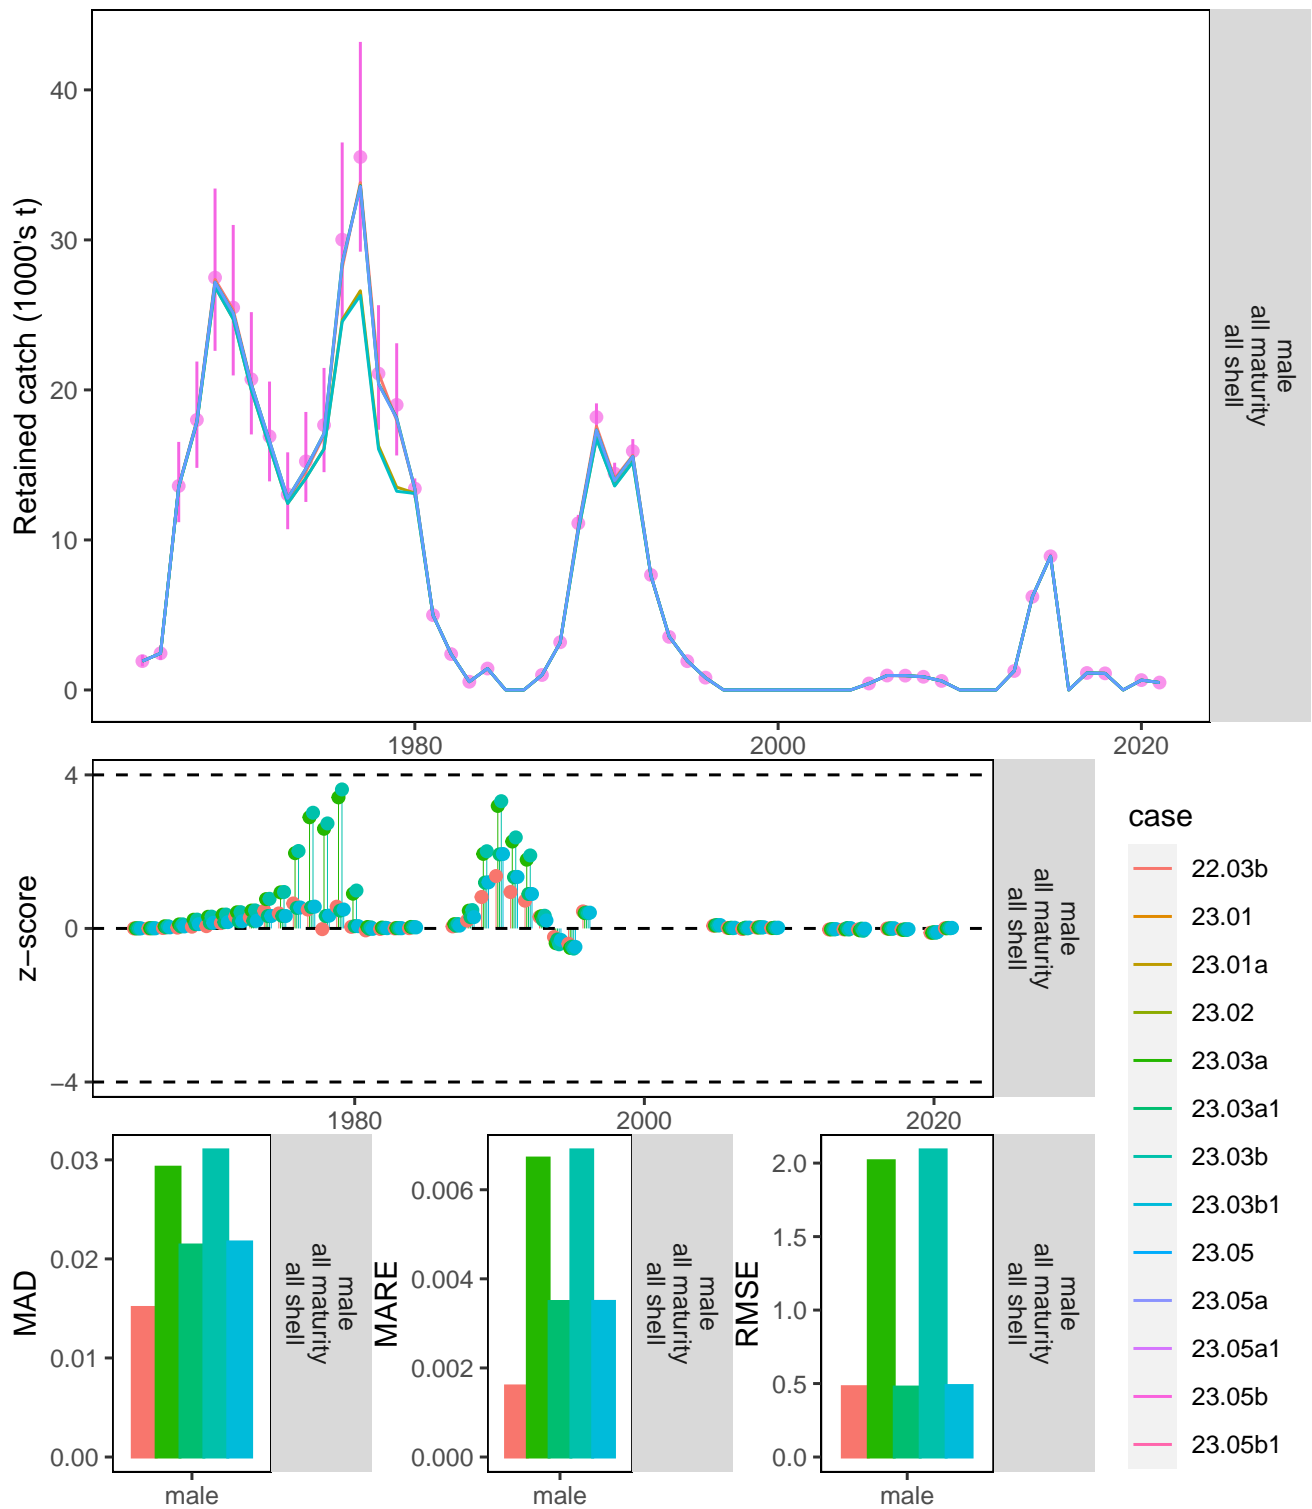 Retained catch (1000's t)
40
30
20
10
0
1980
2000
2020
male
all maturity
all shell
z−score
4
0
−4
1980
2000
2020
male
all maturity
all shell
case
22.03b
23.01
23.01a
23.02
23.03a
23.03a1
23.03b
23.03b1
23.05
23.05a
23.05a1
23.05b
23.05b1
MAD
0.03
0.02
0.01
0.00
male
male
all maturity
all shell
MARE
0.006
0.004
0.002
0.000
male
male
all maturity
all shell
RMSE
2.0
1.5
1.0
0.5
0.0
male
male
all maturity
all shell